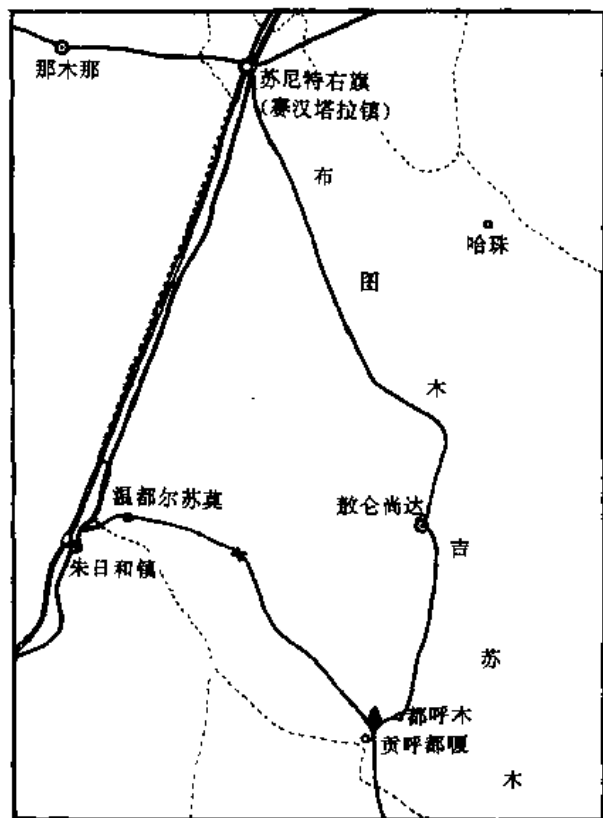 那木那
苏尼特右旗
(赛汉塔拉镇)
布图木吉苏木
哈珠
温都尔苏莫
敖仑尚达
朱日和镇
都呼木
贡呼都嘎